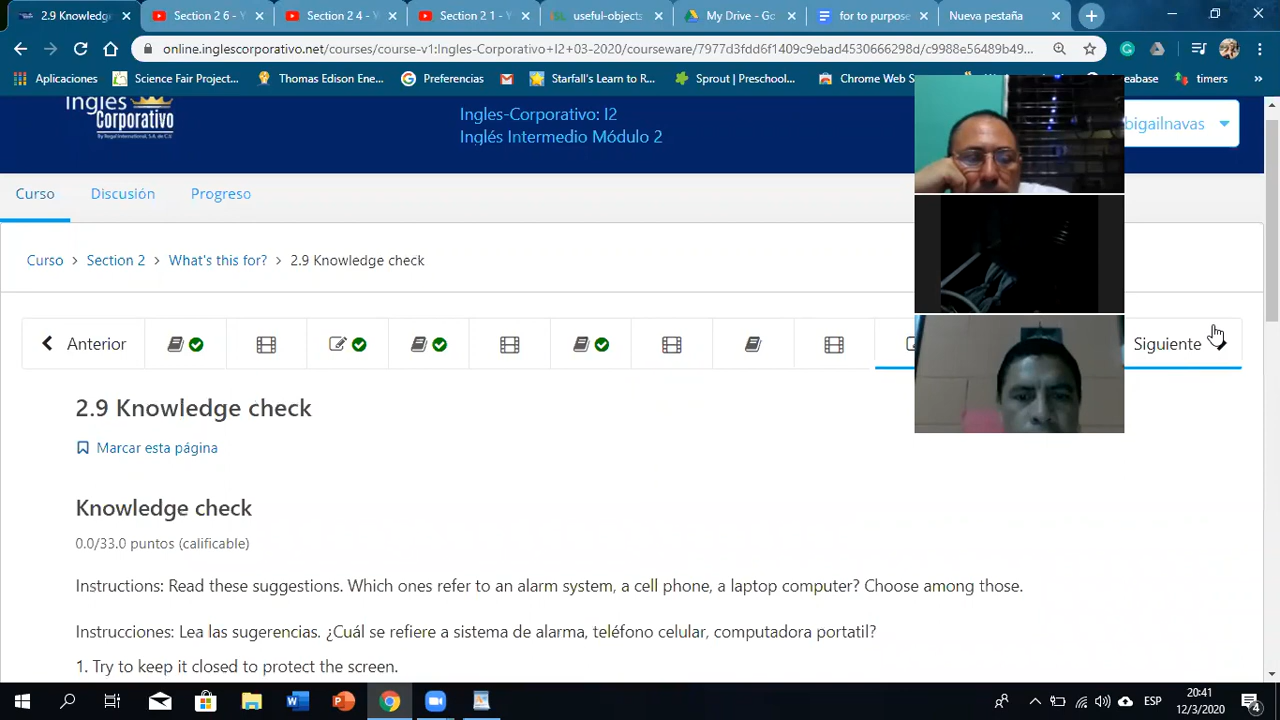 2.9 Knowledg
Section 2 6 - Y
Section 2 4 - Y
Section 2 1 - Y
useful-objects
My Drive - Go
for to purpose
Nueva pestaña
online.inglescorporativo.net/courses/course-v1:Ingles-Corporativo+I2+03-2020/courseware/7977d3fdd6f1409c9ebad4530666298d/c9988e56489b49...
Aplicaciones
Science Fair Project...
Thomas Edison Ene...
Preferencias
Starfall's Learn to R...
Sprout | Preschool...
Chrome Web S
easebase
timers
»
Ingles
Corporativo
By Regal International, S.A. de C.V.
Ingles-Corporativo: I2
Inglés Intermedio Módulo 2
bigailnavas
Curso
Discusión
Progreso
Curso > Section 2 > What's this for? > 2.9 Knowledge check
Anterior
Siguiente
2.9 Knowledge check
Marcar esta página
Knowledge check
0.0/33.0 puntos (calificable)
Instructions: Read these suggestions. Which ones refer to an alarm system, a cell phone, a laptop computer? Choose among those.
Instrucciones: Lea las sugerencias. ¿Cuál se refiere a sistema de alarma, teléfono celular, computadora portatil?
1. Try to keep it closed to protect the screen.
ESP
20:41
12/3/2020
4